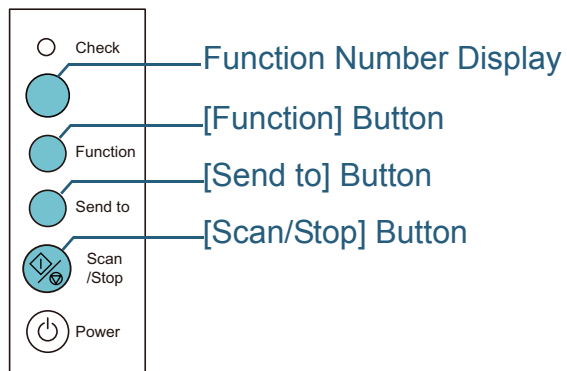 Check
Function Number Display
[Function] Button
Function
[Send to] Button
Send to
[Scan/Stop] Button
Scan
/Stop
Power